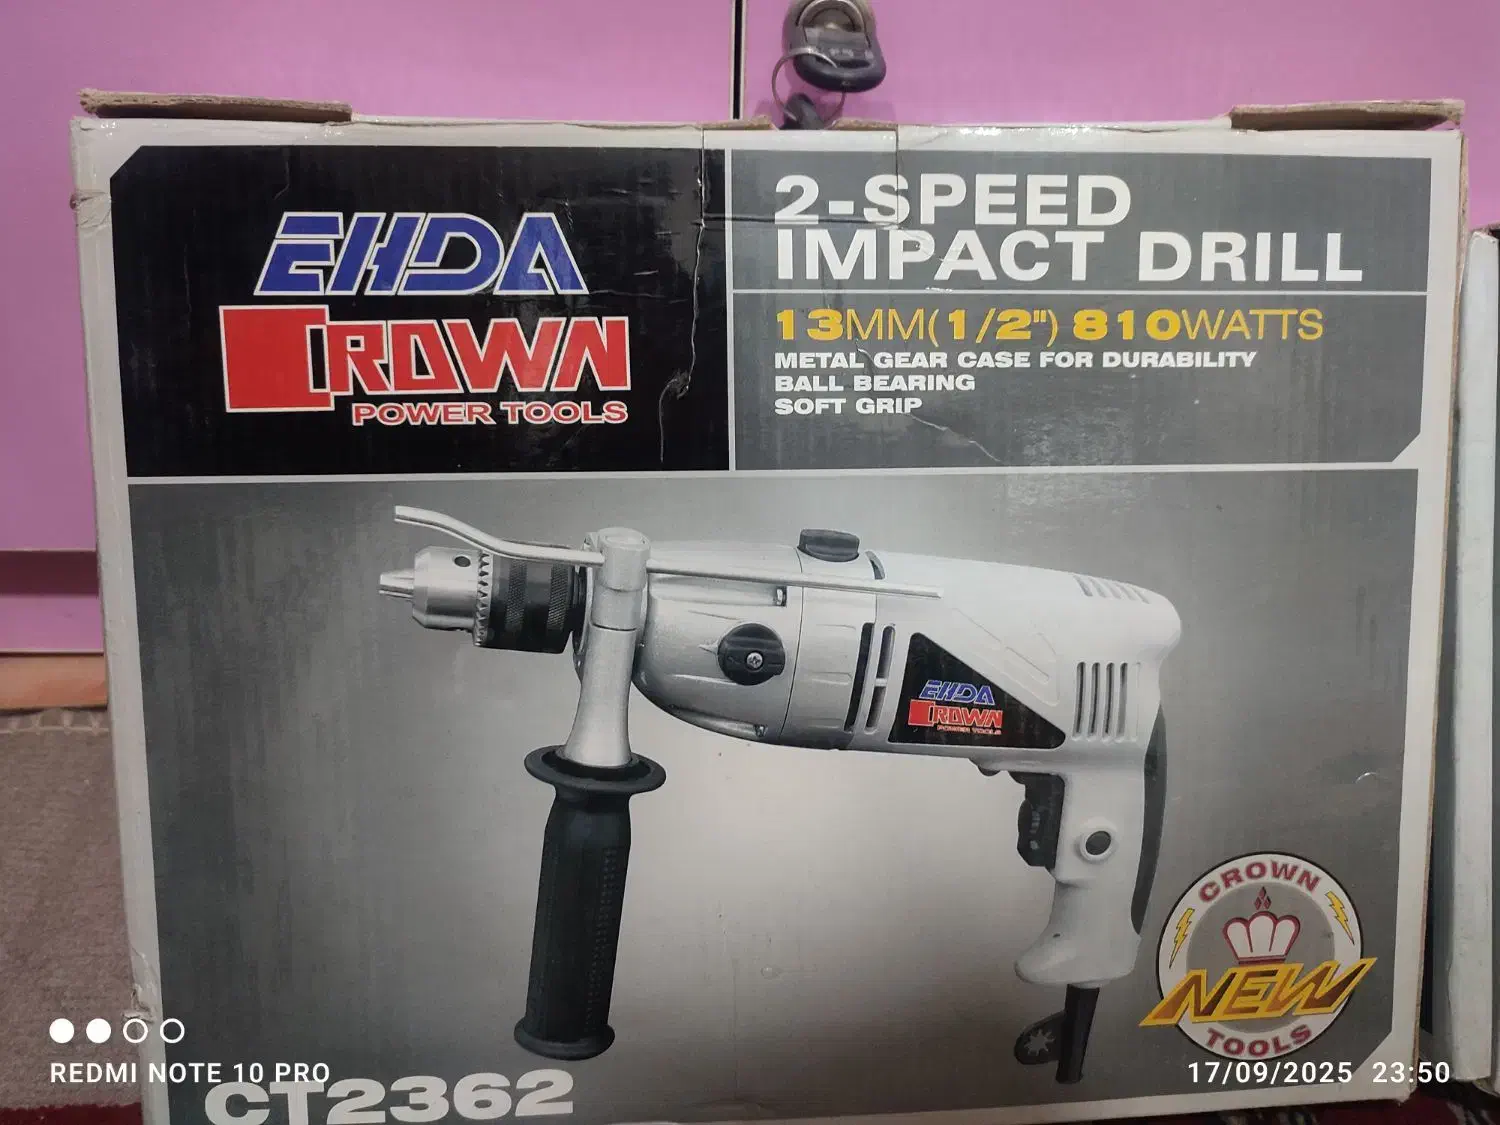 EHDA
CROWN
POWER TOOLS
2-SPEED
IMPACT DRILL
13MM(1/2") 810WATTS
METAL GEAR CASE FOR DURABILITY
BALL BEARING
SOFT GRIP
EHDA
CROWN
POWER TOOLS
CROWN
NEW
TOOLS
REDMI NOTE 10 PRO
17/09/2025 23:50
CT2362